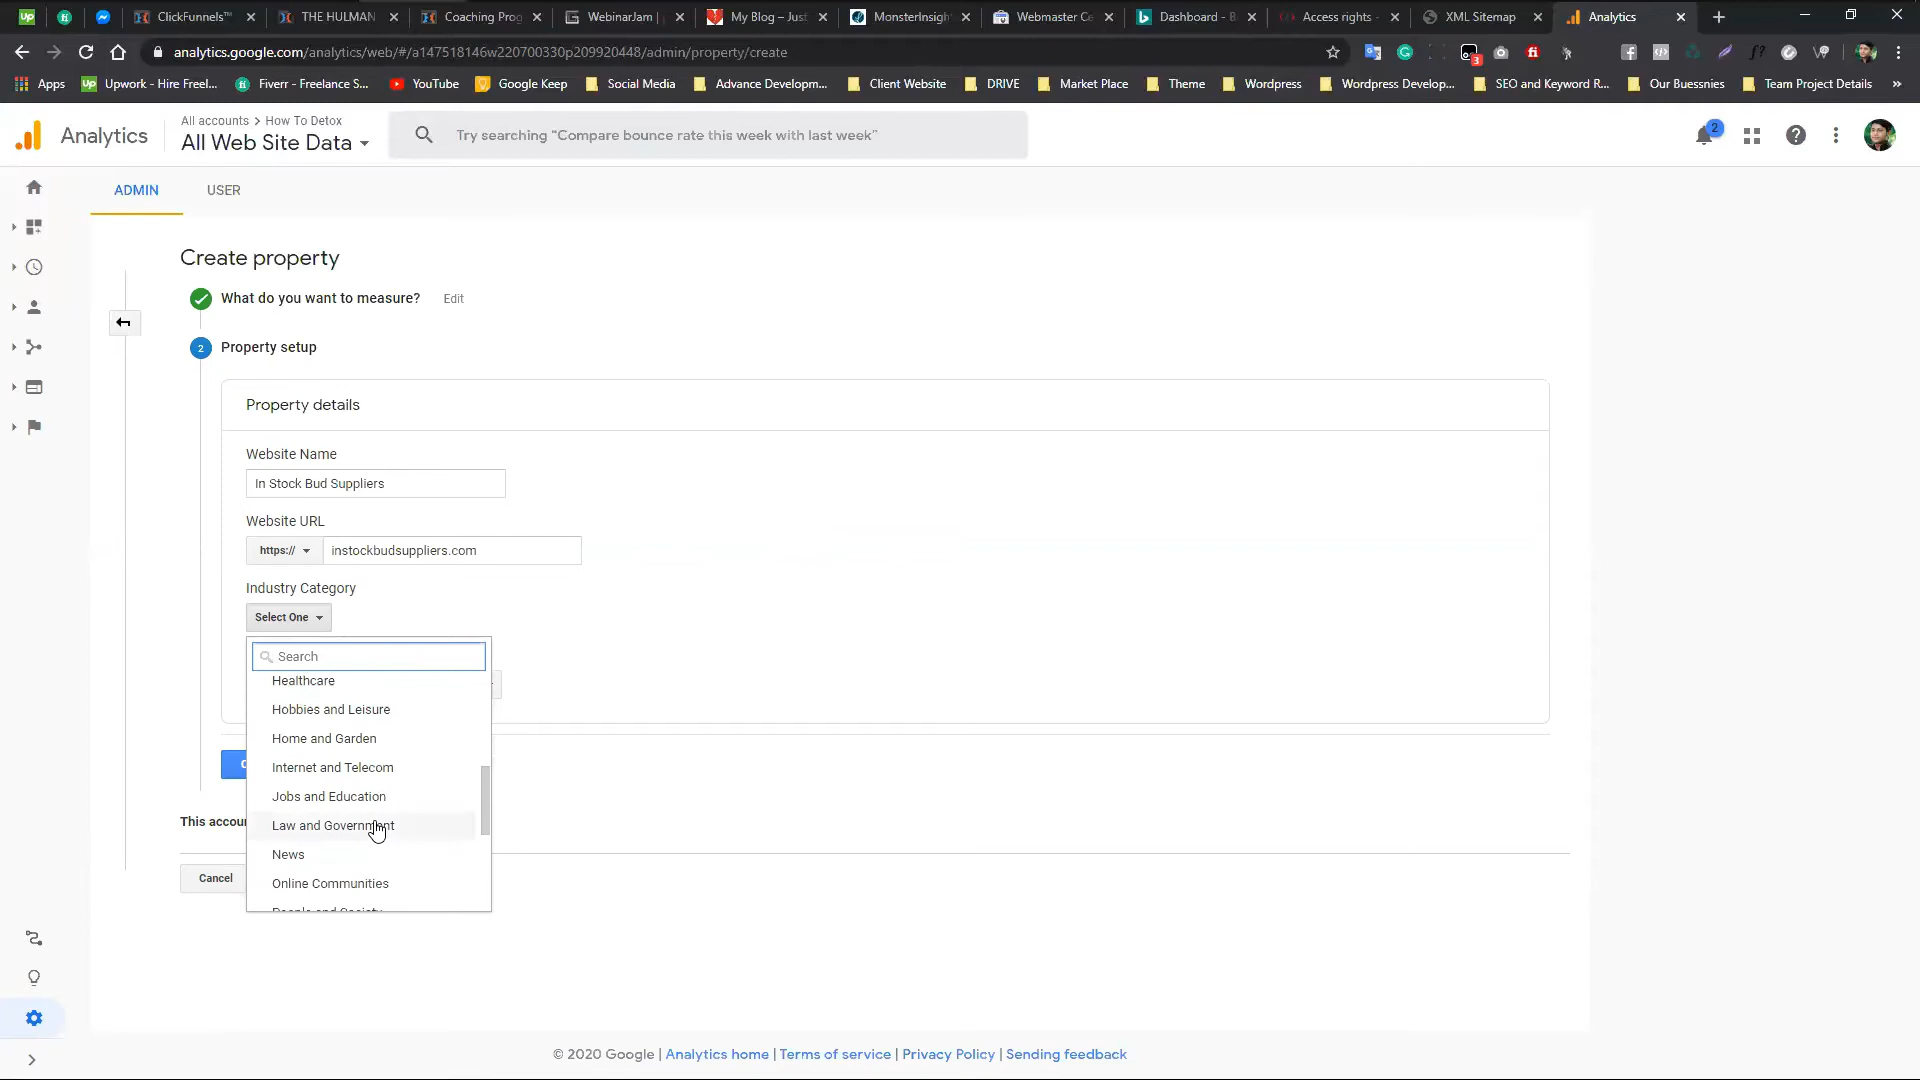 ClickFunnels™
THE HULMAN
Coaching Prog
WebinarJam |
My Blog – Just
MonsterInsigh
Webmaster Ce
Dashboard - B
Access rights -
XML Sitemap
Analytics
analytics.google.com/analytics/web/#/a147518146w220700330p209920448/admin/property/create
3
Apps
Upwork - Hire Freel...
Fiverr - Freelance S...
YouTube
Google Keep
Social Media
Advance Developm...
Client Website
DRIVE
Market Place
Theme
Wordpress
Wordpress Develop...
SEO and Keyword R...
Our Buessnies
Team Project Details
»
Analytics
All accounts > How To Detox
All Web Site Data
Try searching “Compare bounce rate this week with last week”
2
ADMIN
USER
Create property
What do you want to measure?
Edit
2
Property setup
Property details
Website Name
In Stock Bud Suppliers
Website URL
https://
instockbudsuppliers.com
Industry Category
Select One
Search
Healthcare
Hobbies and Leisure
Home and Garden
Internet and Telecom
Jobs and Education
Law and Government
News
Online Communities
People and Society
This accou
Cancel
© 2020 Google | Analytics home | Terms of service | Privacy Policy | Sending feedback